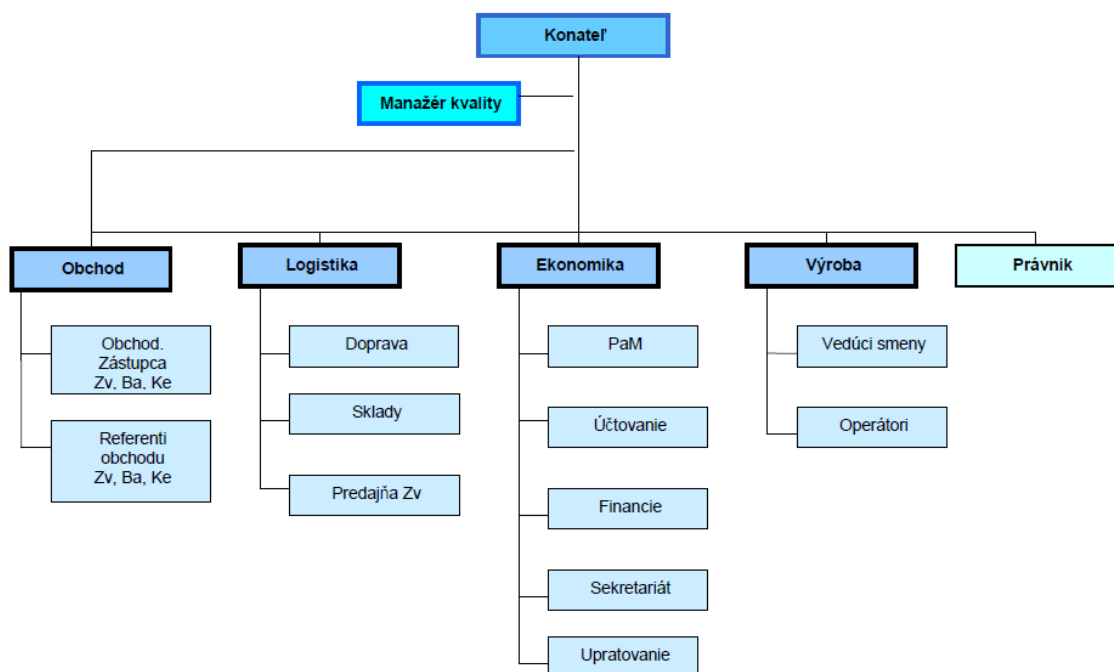 Konateľ
Manažér kvality
Obchod
Logistika
Ekonomika
Výroba
Právnik
Obchod.
Zástupca
Zv, Ba, Ke
Referenti
obchodu
Zv, Ba, Ke
Doprava
Sklady
Predajňa Zv
PaM
Účtovanie
Financie
Sekretariát
Upratovanie
Vedúci smeny
Operátori